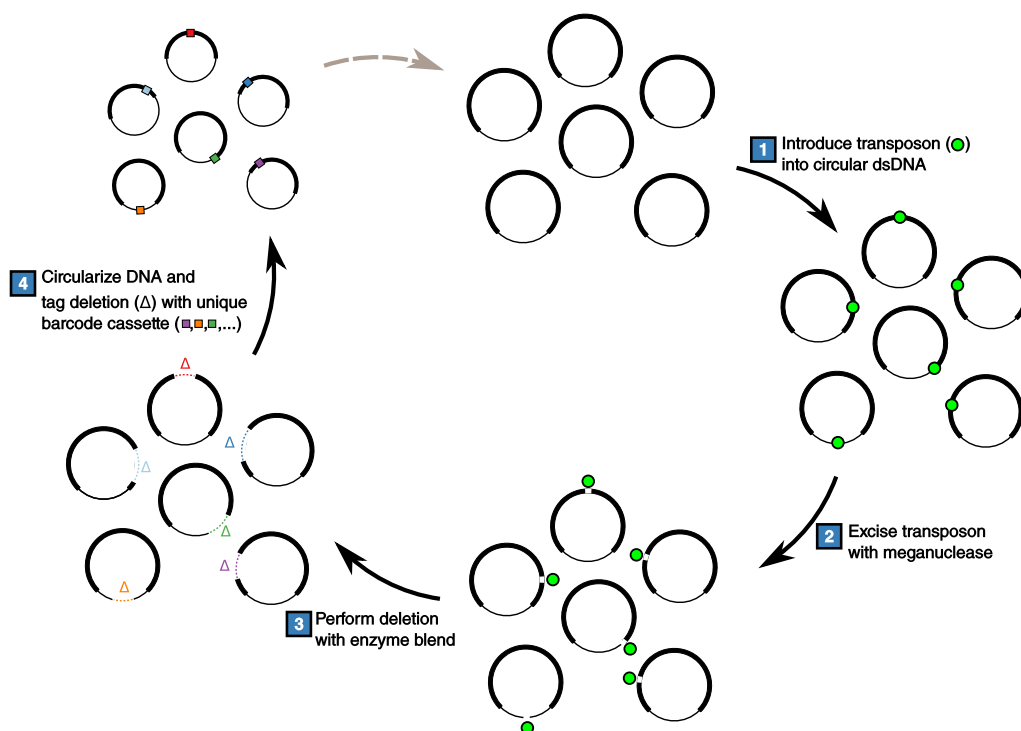 1 Introduce transposon ( )
into circular dsDNA
4 Circularize DNA and
tag deletion (Δ) with unique
barcode cassette ( , , ,...)
Δ
Δ
Δ
Δ
Δ
Δ
2 Excise transposon
with meganuclease
3 Perform deletion
with enzyme blend